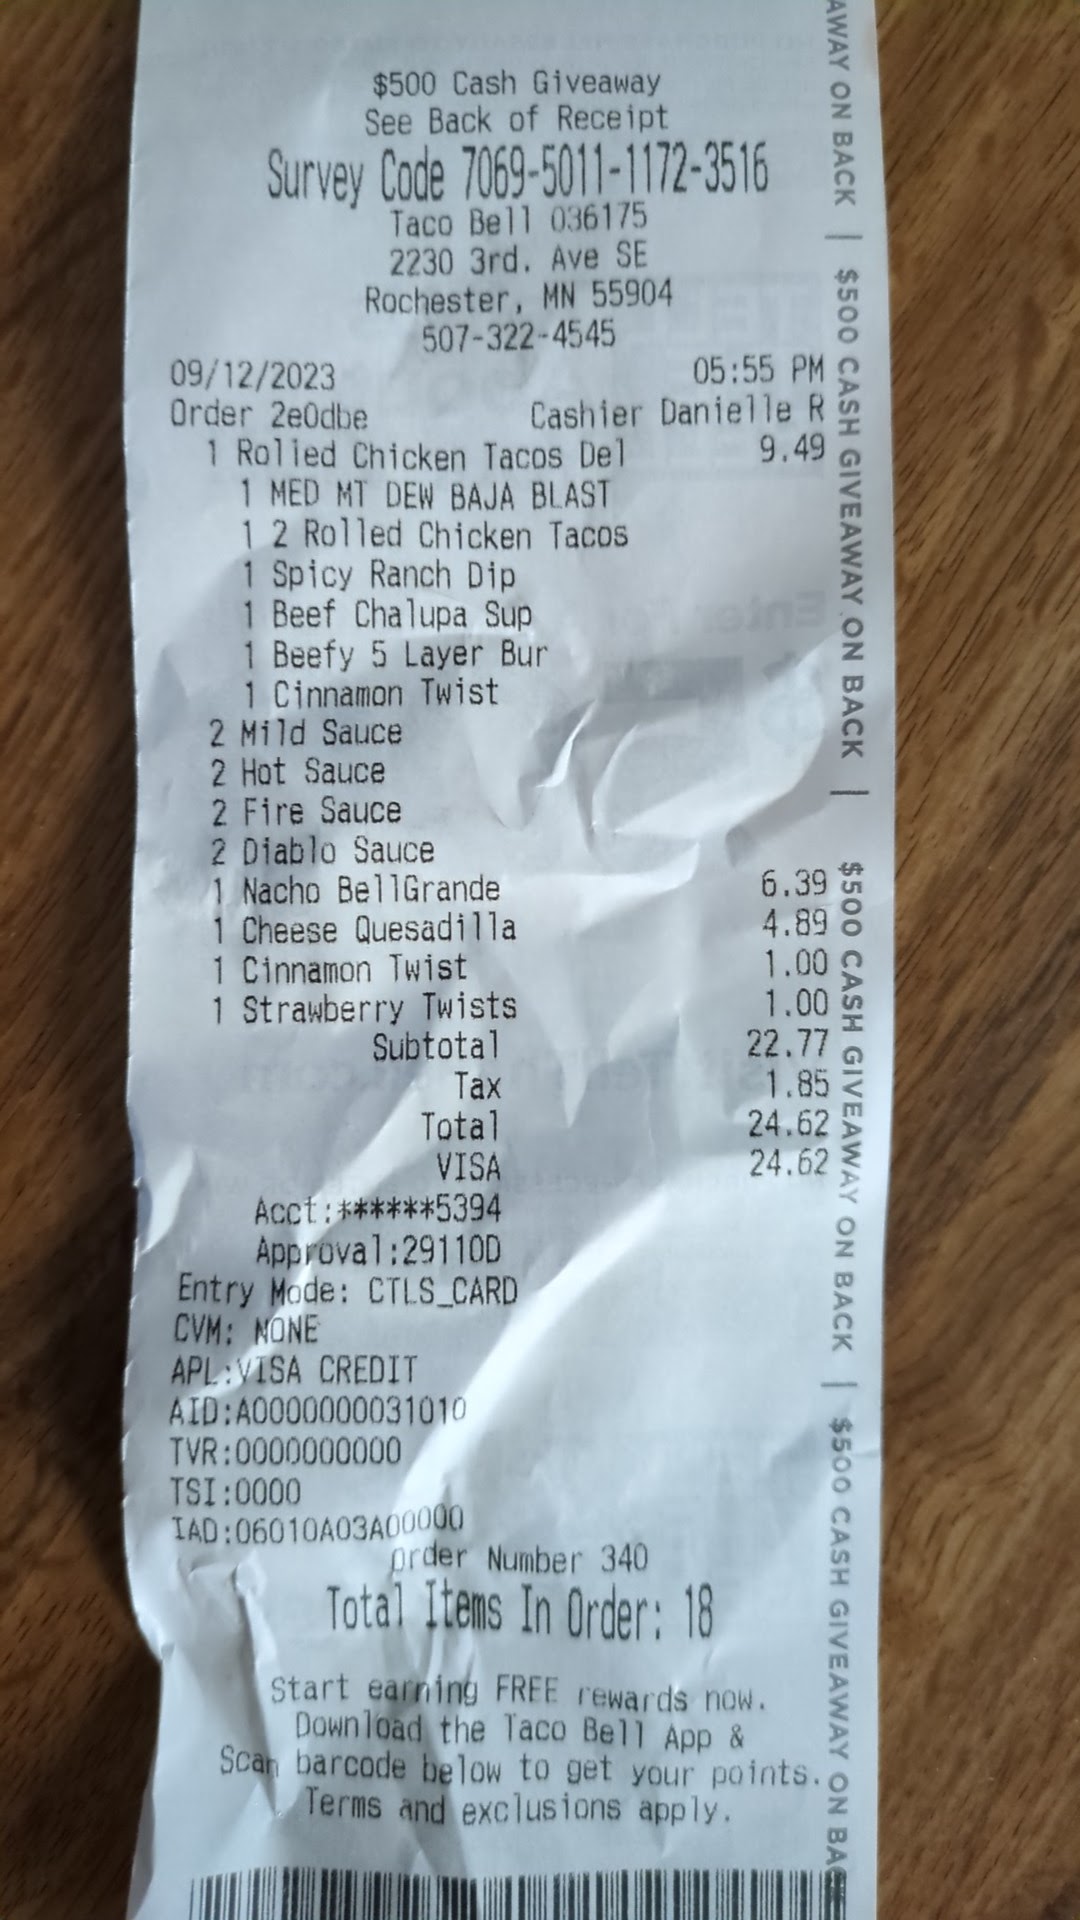 $500 Cash Giveaway
See Back of Receipt
Survey Code 7069-5011-1172-3516
Taco Bell 036175
2230 3rd. Ave SE
Rochester, MN 55904
507-322-4545
09/12/2023 05:55 PM
Order 2e0dbe Cashier Danielle R
1 Rolled Chicken Tacos Del 9.49
1 MED MT DEW BAJA BLAST
1 2 Rolled Chicken Tacos
1 Spicy Ranch Dip
1 Beef Chalupa Sup
1 Beefy 5 Layer Bur
1 Cinnamon Twist
2 Mild Sauce
2 Hot Sauce
2 Fire Sauce
2 Diablo Sauce
1 Nacho BellGrande 6.39
1 Cheese Quesadilla 4.89
1 Cinnamon Twist 1.00
1 Strawberry Twists 1.00
Subtotal 22.77
Tax 1.85
Total 24.62
VISA 24.62
Acct:******5394
Approval:29110D
Entry Mode: CTLS_CARD
CVM: NONE
APL:VISA CREDIT
AID:A0000000031010
TVR:0000000000
TSI:0000
IAD:06010A03A00000
Order Number 340
Total Items In Order: 18
Start earning FREE rewards now.
Download the Taco Bell App &
Scan barcode below to get your points.
Terms and exclusions apply.
AWAY ON BACK | $500 CASH GIVEAWAY ON BACK | $500 CASH GIVEAWAY ON BACK | $500 CASH GIVEAWAY ON BACK